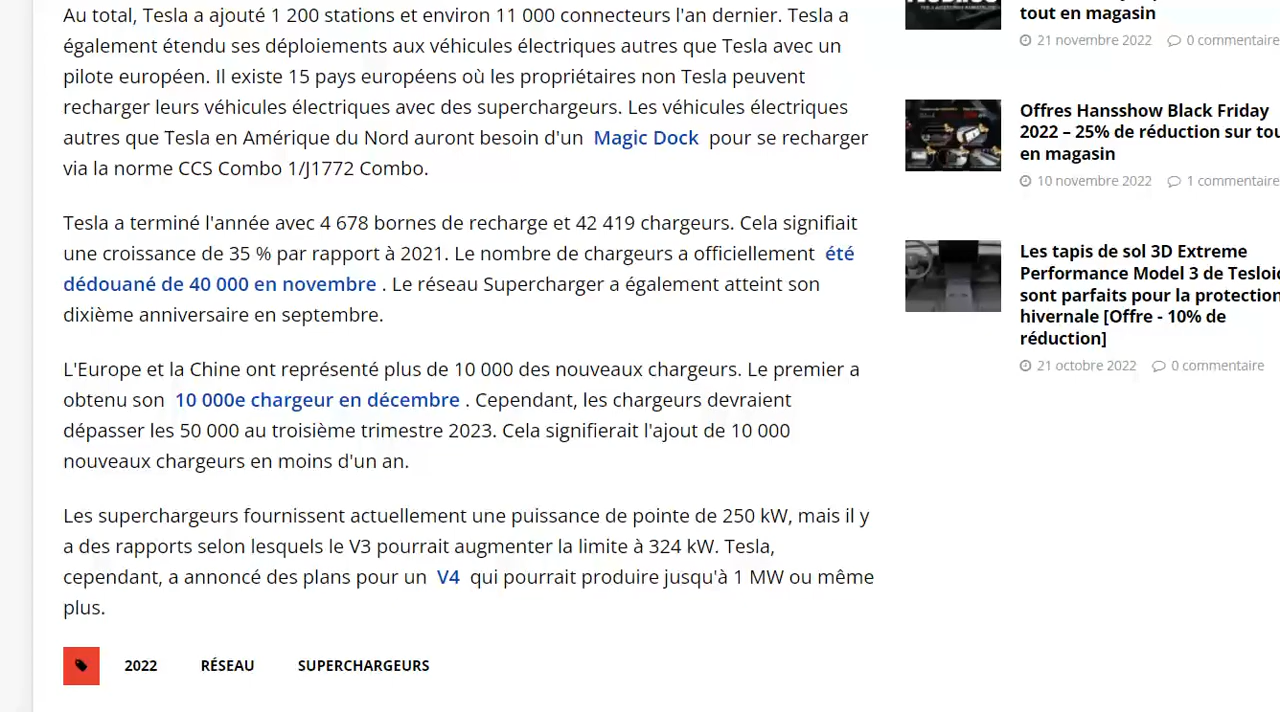 Au total, Tesla a ajouté 1 200 stations et environ 11 000 connecteurs l'an dernier. Tesla a
également étendu ses déploiements aux véhicules électriques autres que Tesla avec un
pilote européen. Il existe 15 pays européens où les propriétaires non Tesla peuvent
recharger leurs véhicules électriques avec des superchargeurs. Les véhicules électriques
autres que Tesla en Amérique du Nord auront besoin d'un Magic Dock pour se recharger
via la norme CCS Combo 1/J1772 Combo.
Tesla a terminé l'année avec 4 678 bornes de recharge et 42 419 chargeurs. Cela signifiait
une croissance de 35 % par rapport à 2021. Le nombre de chargeurs a officiellement été
dédouané de 40 000 en novembre . Le réseau Supercharger a également atteint son
dixième anniversaire en septembre.
L'Europe et la Chine ont représenté plus de 10 000 des nouveaux chargeurs. Le premier a
obtenu son 10 000e chargeur en décembre . Cependant, les chargeurs devraient
dépasser les 50 000 au troisième trimestre 2023. Cela signifierait l'ajout de 10 000
nouveaux chargeurs en moins d'un an.
Les superchargeurs fournissent actuellement une puissance de pointe de 250 kW, mais il y
a des rapports selon lesquels le V3 pourrait augmenter la limite à 324 kW. Tesla,
cependant, a annoncé des plans pour un V4 qui pourrait produire jusqu'à 1 MW ou même
plus.
2022 RÉSEAU SUPERCHARGEURS
tout en magasin
21 novembre 2022 0 commentaire
Offres Hansshow Black Friday
2022 – 25% de réduction sur tou
en magasin
10 novembre 2022 1 commentaire
Les tapis de sol 3D Extreme
Performance Model 3 de Tesloid
sont parfaits pour la protection
hivernale [Offre - 10% de
réduction]
21 octobre 2022 0 commentaire